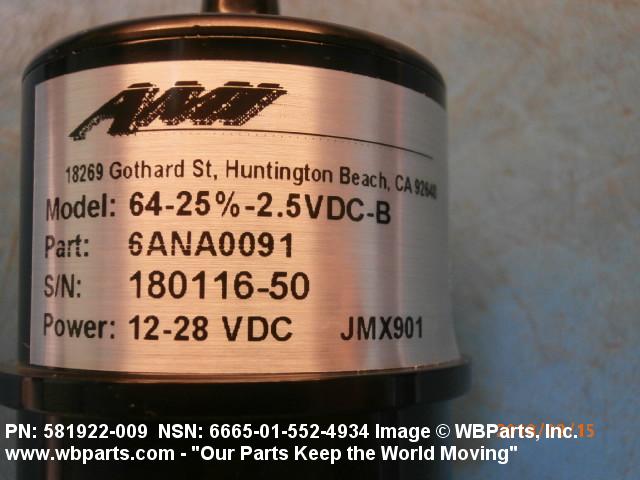 AMI
18269 Gothard St, Huntington Beach, CA 92648
Model: 64-25%-2.5VDC-B
Part: 6ANA0091
S/N: 180116-50
Power: 12-28 VDC JMX901
PN: 581922-009 NSN: 6665-01-552-4934 Image © WBParts, Inc.
www.wbparts.com - "Our Parts Keep the World Moving"